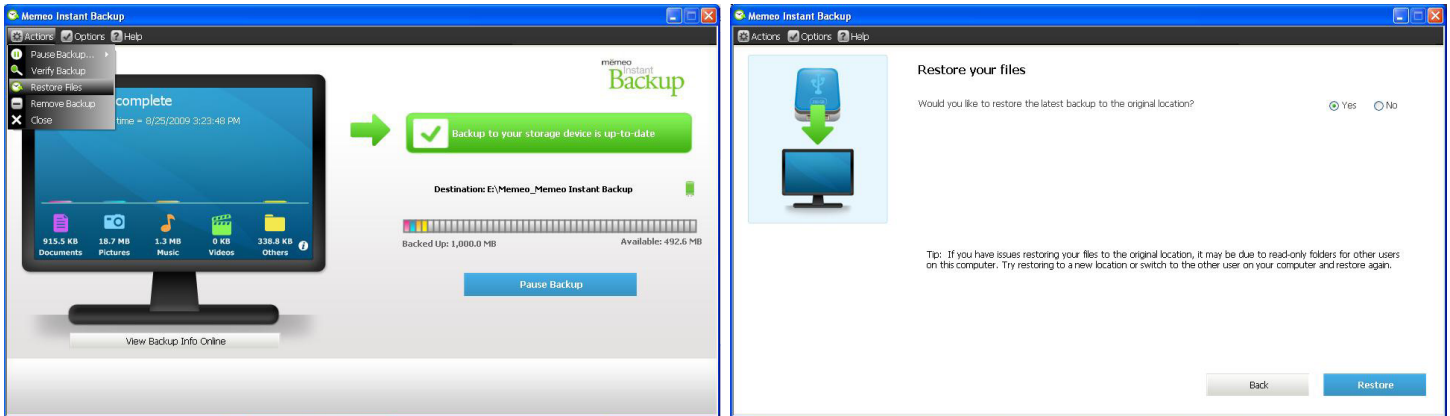 Memeo Instant Backup
Actions Options Help
Pause Backup...
Verify Backup
Restore Files
Remove Backup
Close
complete
time = 8/25/2009 3:23:48 PM
915.5 KB 18.7 MB 1.3 MB 0 KB 338.8 KB
Documents Pictures Music Videos Others
View Backup Info Online
mëmeo
instant
Backup
Backup to your storage device is up-to-date
Destination: E:\Memeo_Memeo Instant Backup
Backed Up: 1,000.0 MB Available: 492.6 MB
Pause Backup
Memeo Instant Backup
Actions Options Help
Restore your files
Would you like to restore the latest backup to the original location? Yes No
Tip: If you have issues restoring your files to the original location, it may be due to read-only folders for other users
on this computer. Try restoring to a new location or switch to the other user on your computer and restore again.
Back Restore